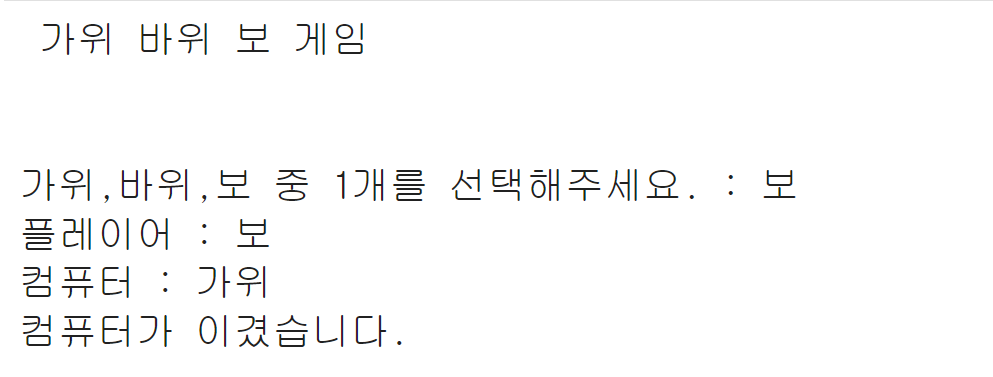 가위 바위 보 게임
가위,바위,보 중 1개를 선택해주세요. : 보
플레이어 : 보
컴퓨터 : 가위
컴퓨터가 이겼습니다.